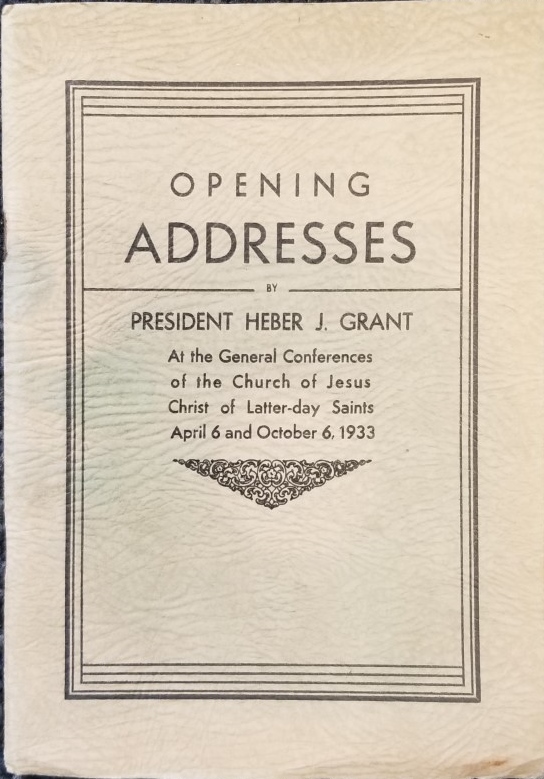 OPENING
ADDRESSES
BY
PRESIDENT HEBER J. GRANT
At the General Conferences
of the Church of Jesus
Christ of Latter-day Saints
April 6 and October 6, 1933